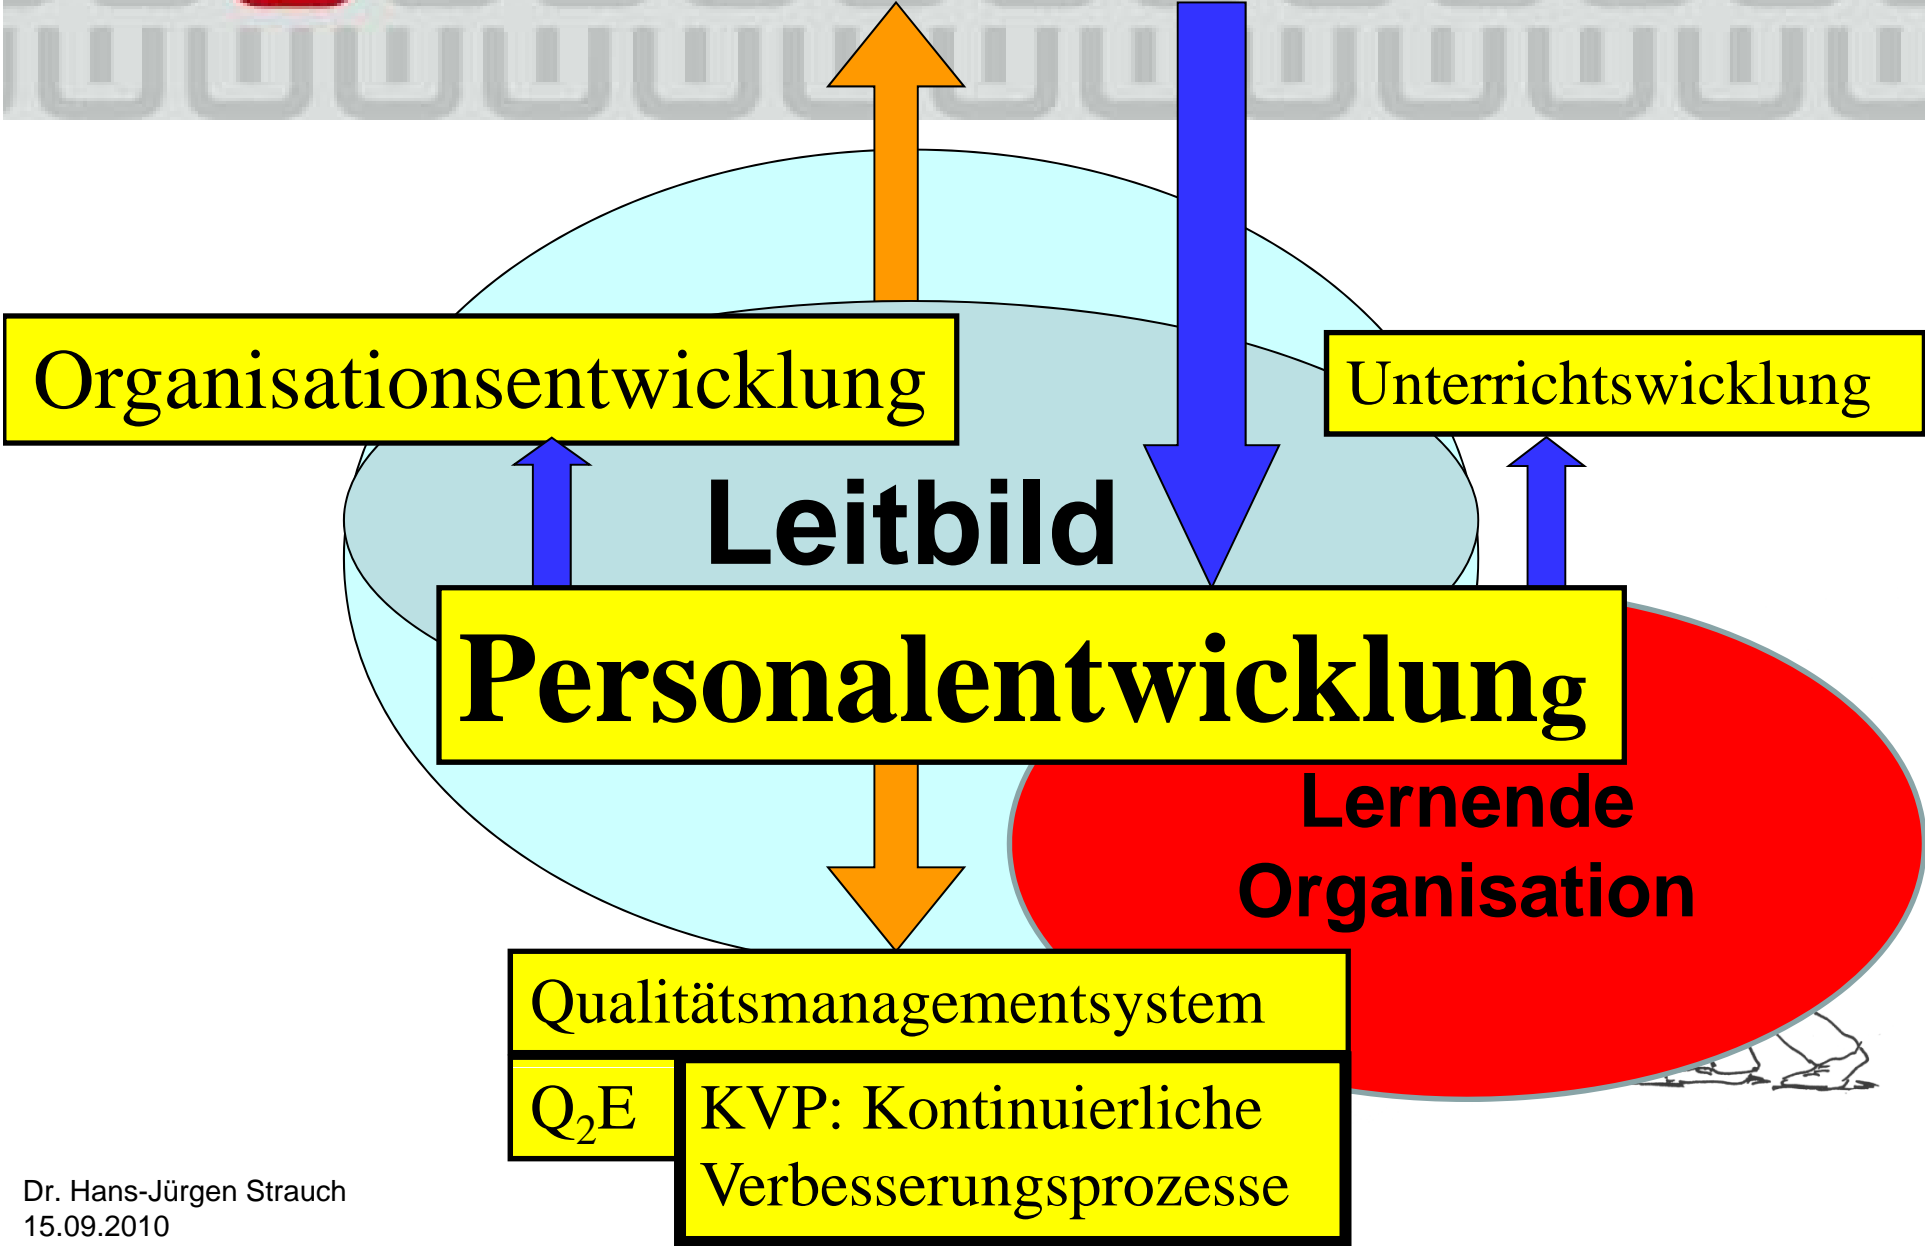 Organisationsentwicklung
Unterrichtswicklung
Leitbild
Personalentwicklung
Lernende
Organisation
Qualitätsmanagementsystem
Q₂E
KVP: Kontinuierliche
Verbesserungsprozesse
Dr. Hans-Jürgen Strauch
15.09.2010